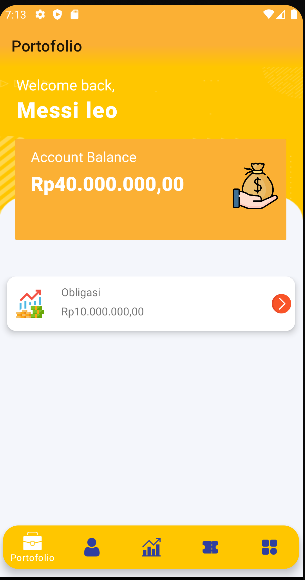 7:13
Portofolio
Welcome back,
Messi leo
Account Balance
Rp40.000.000,00
$
Obligasi
Rp10.000.000,00
Portofolio